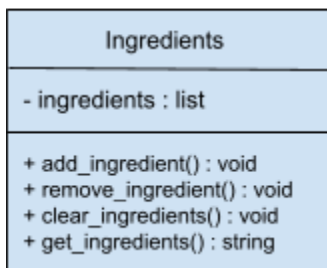 Ingredients
- ingredients : list
+ add_ingredient() : void
+ remove_ingredient() : void
+ clear_ingredients() : void
+ get_ingredients() : string